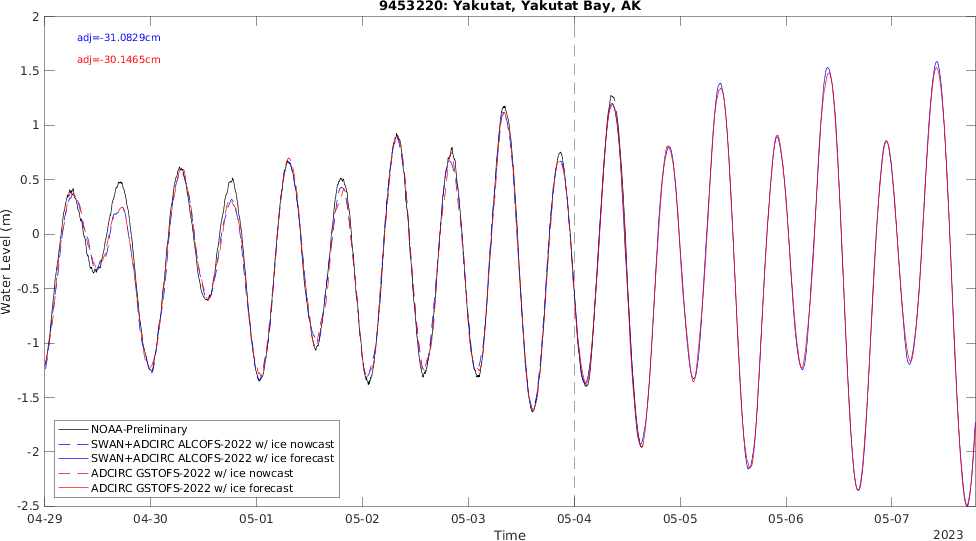 9453220: Yakutat, Yakutat Bay, AK
adj=-31.0829cm
adj=-30.1465cm
Water Level (m)
2
1.5
1
0.5
0
-0.5
-1
-1.5
-2
-2.5
NOAA-Preliminary
SWAN+ADCIRC ALCOFS-2022 w/ ice nowcast
SWAN+ADCIRC ALCOFS-2022 w/ ice forecast
ADCIRC GSTOFS-2022 w/ ice nowcast
ADCIRC GSTOFS-2022 w/ ice forecast
04-29 04-30 05-01 05-02 05-03 05-04 05-05 05-06 05-07
Time
2023